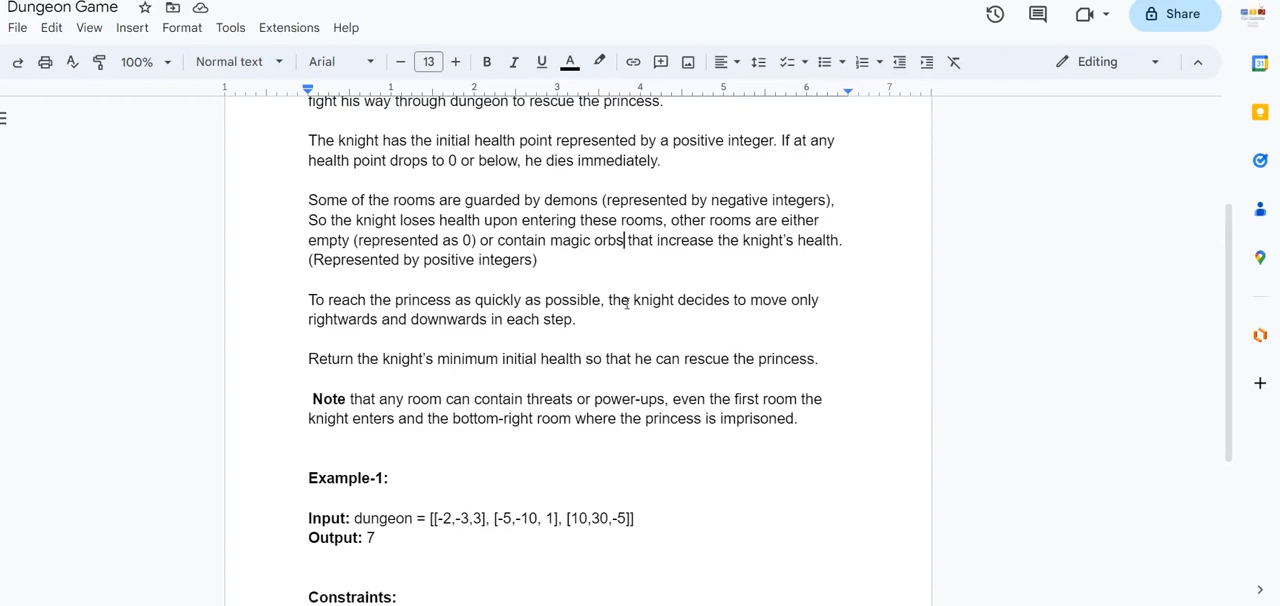 Dungeon Game
File Edit View Insert Format Tools Extensions Help
Share
100% Normal text Arial 13 Editing
1 1 2 3 4 5 6 7
fight his way through dungeon to rescue the princess.
The knight has the initial health point represented by a positive integer. If at any
health point drops to 0 or below, he dies immediately.
Some of the rooms are guarded by demons (represented by negative integers),
So the knight loses health upon entering these rooms, other rooms are either
empty (represented as 0) or contain magic orbs that increase the knight's health.
(Represented by positive integers)
To reach the princess as quickly as possible, the knight decides to move only
rightwards and downwards in each step.
Return the knight's minimum initial health so that he can rescue the princess.
Note that any room can contain threats or power-ups, even the first room the
knight enters and the bottom-right room where the princess is imprisoned.
Example-1:
Input: dungeon = [[-2,-3,3], [-5,-10, 1], [10,30,-5]]
Output: 7
Constraints: